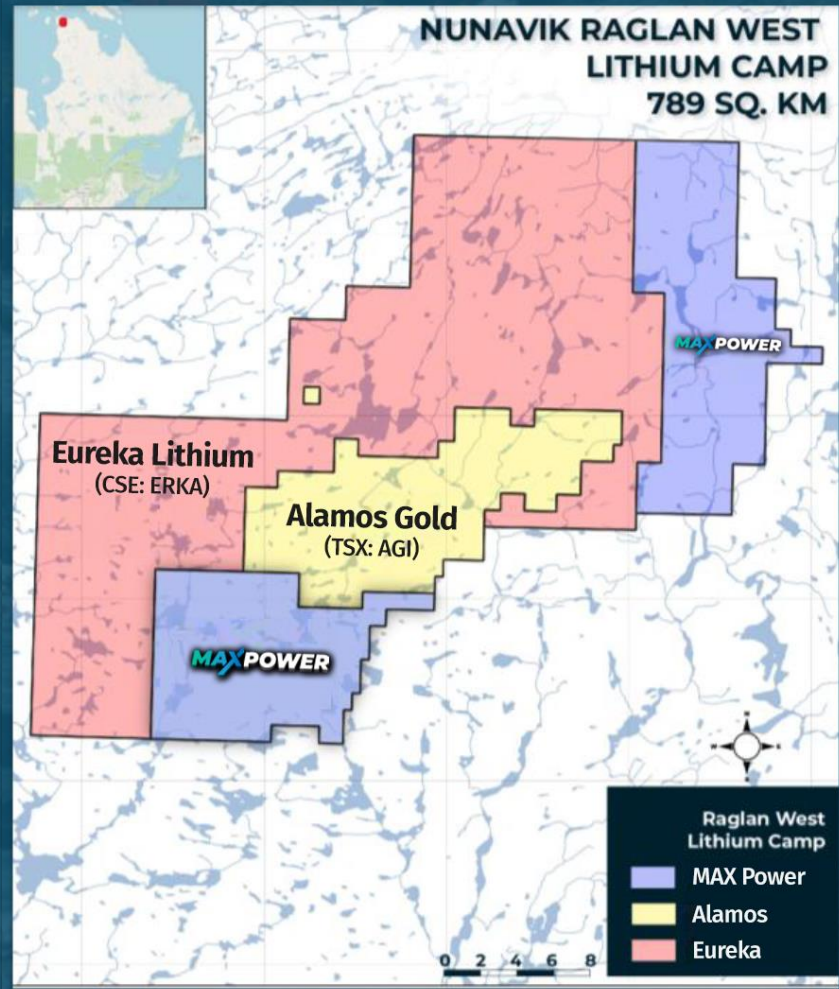 NUNAVIK RAGLAN WEST
LITHIUM CAMP
789 SQ. KM
MAXPOWER
Eureka Lithium
(CSE: ERKA)
Alamos Gold
(TSX: AGI)
MAXPOWER
Raglan West
Lithium Camp
MAX Power
Alamos
Eureka
0 2 4 6 8